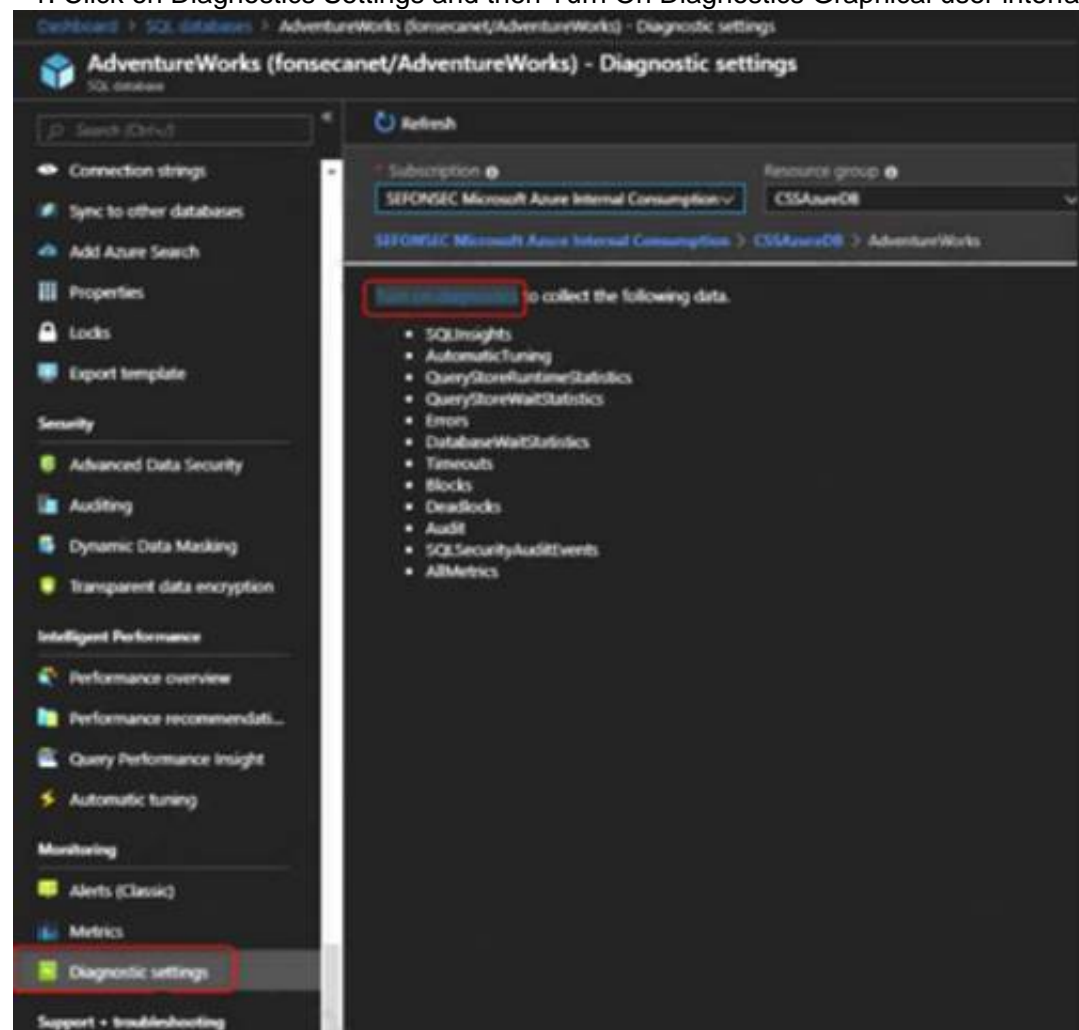 1. Click on Diagnostics Settings and then Turn On Diagnostics Graphical user
Dashboard > SQL databases > AdventureWorks (fonsecanet/AdventureWorks) - Diagnostic settings
AdventureWorks (fonsecanet/AdventureWorks) - Diagnostic settings
SQL database
Search (Ctrl+/)
«
Refresh
* Subscription
Resource group
SEFONSEC Microsoft Azure Internal Consumption
CSSAzureDB
SEFONSEC Microsoft Azure Internal Consumption > CSSAzureDB > AdventureWorks
Turn on diagnostics to collect the following data.
• SQLInsights
• AutomaticTuning
• QueryStoreRuntimeStatistics
• QueryStoreWaitStatistics
• Errors
• DatabaseWaitStatistics
• Timeouts
• Blocks
• Deadlocks
• Audit
• SQLSecurityAuditEvents
• AllMetrics
Connection strings
Sync to other databases
Add Azure Search
Properties
Locks
Export template
Security
Advanced Data Security
Auditing
Dynamic Data Masking
Transparent data encryption
Intelligent Performance
Performance overview
Performance recommendati...
Query Performance Insight
Automatic tuning
Monitoring
Alerts (Classic)
Metrics
Diagnostic settings
Support + troubleshooting